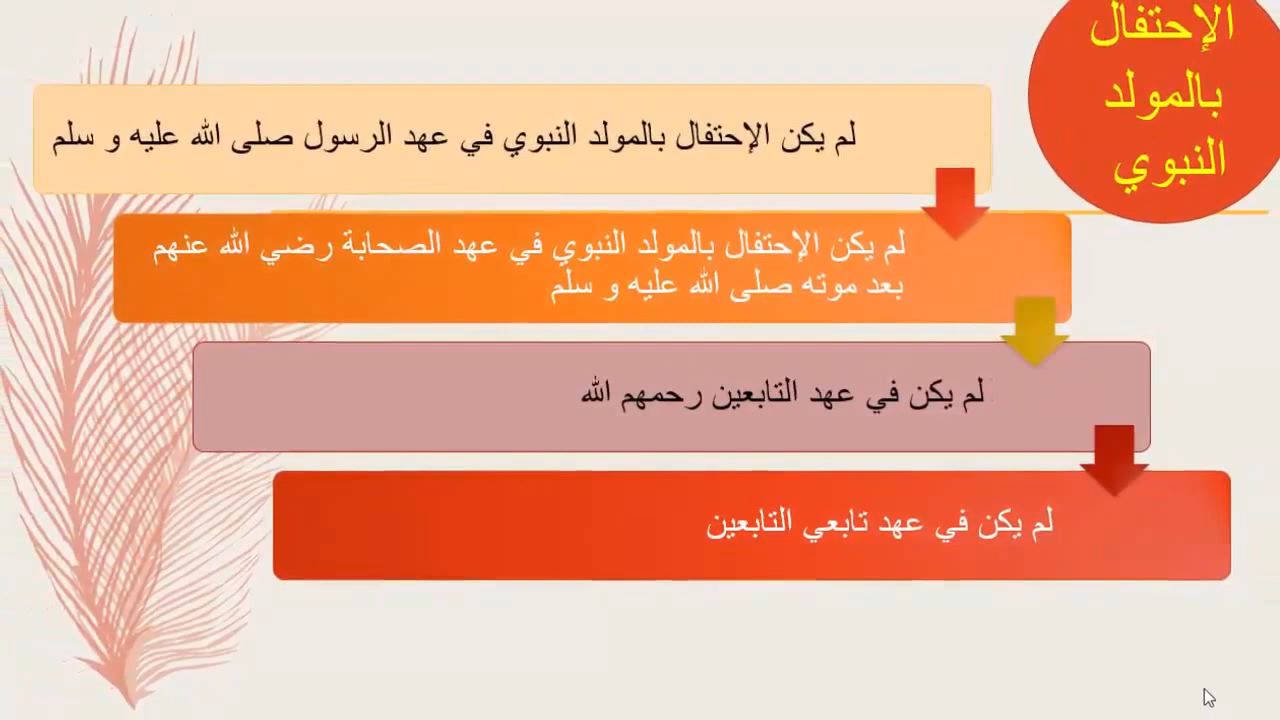 الإحتفال
بالمولد
النبوي
لم يكن الإحتفال بالمولد النبوي في عهد الرسول صلى الله عليه و سلم
لم يكن الإحتفال بالمولد النبوي في عهد الصحابة رضي الله عنهم
بعد موته صلى الله عليه و سلم
لم يكن في عهد التابعين رحمهم الله
لم يكن في عهد تابعي التابعين